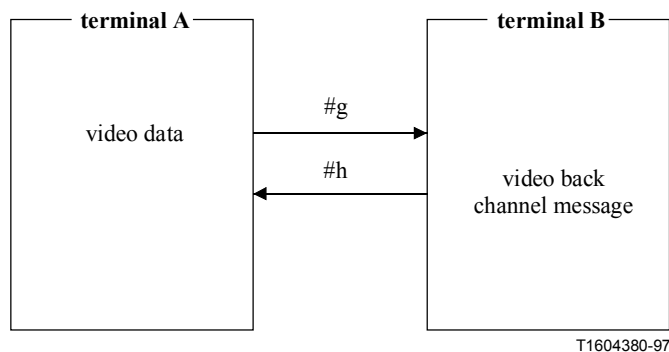 terminal A
terminal B
#g
video data
#h
video back
channel message
T1604380-97